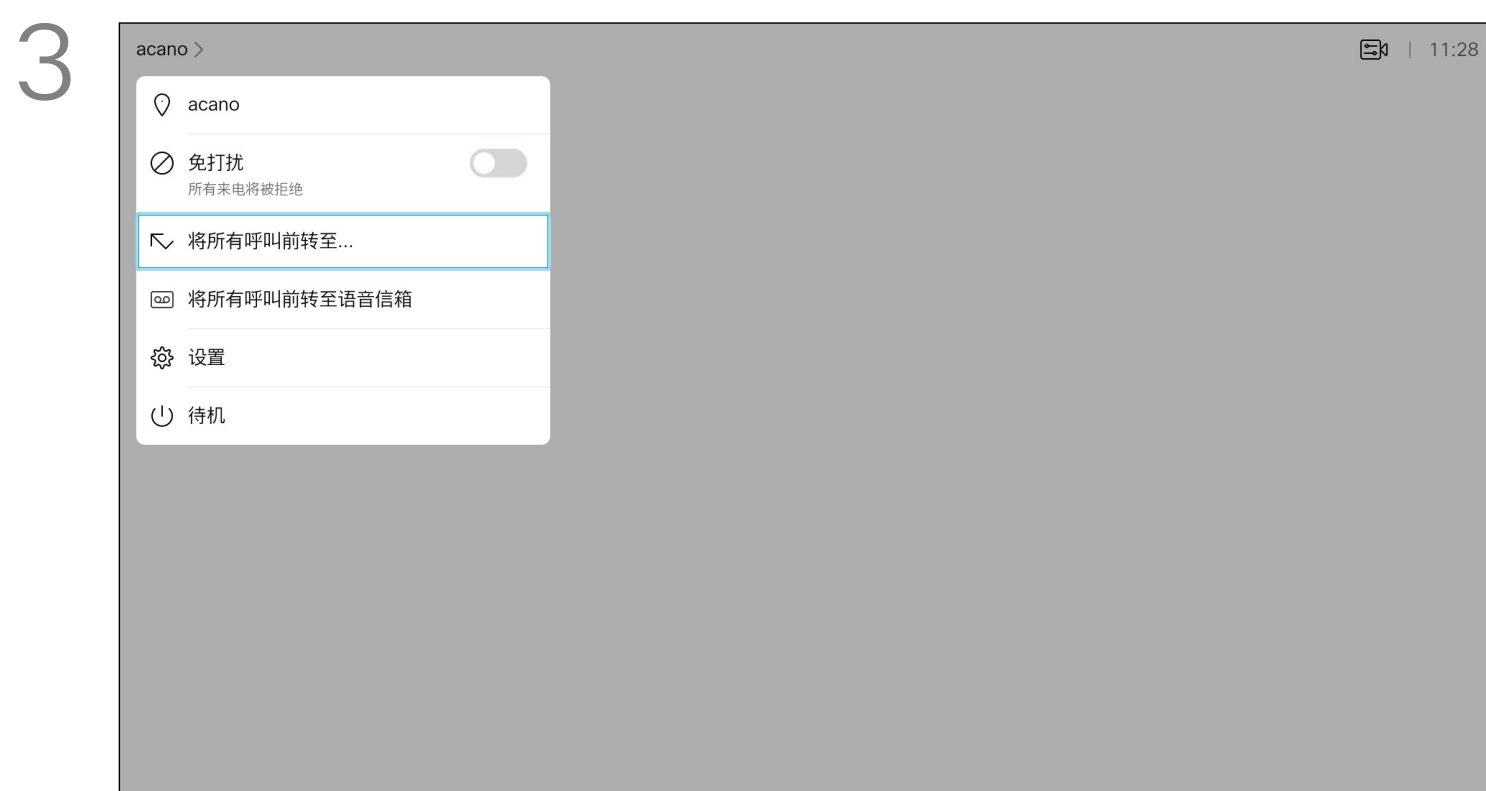 3
acano >
11:28
acano
免打扰
所有来电将被拒绝
将所有呼叫前转至...
将所有呼叫前转至语音信箱
设置
待机